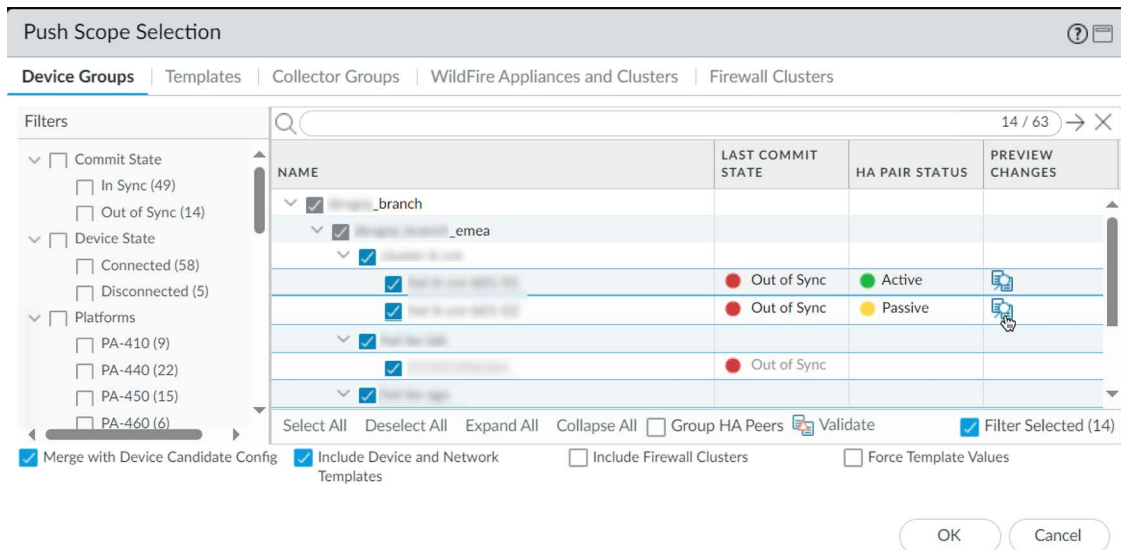 Push Scope Selection
Device Groups Templates Collector Groups WildFire Appliances and Clusters Firewall Clusters
Filters
Commit State
In Sync (49)
Out of Sync (14)
Device State
Connected (58)
Disconnected (5)
Platforms
PA-410 (9)
PA-440 (22)
PA-450 (15)
PA-460 (6)
14 / 63
NAME
LAST COMMIT STATE
HA PAIR STATUS
PREVIEW CHANGES
_branch
_emea
Out of Sync Active
Out of Sync Passive
Out of Sync
Select All Deselect All Expand All Collapse All Group HA Peers Validate Filter Selected (14)
Merge with Device Candidate Config Include Device and Network Templates Include Firewall Clusters Force Template Values
OK Cancel